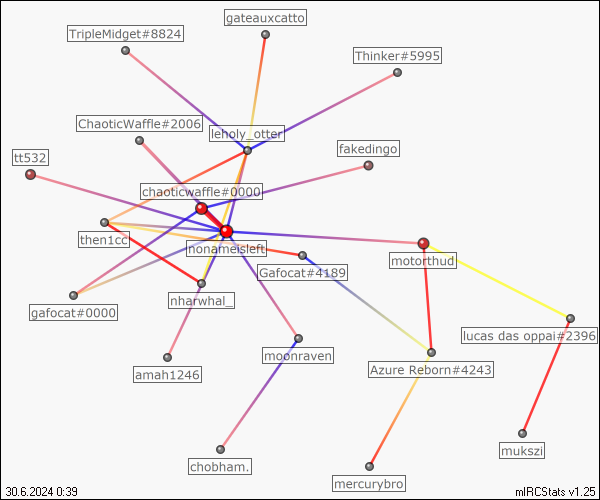 gateauxcatto
TripleMidget#8824
Thinker#5995
ChaoticWaffle#2006
leholy_otter
fakedingo
tt532
chaoticwaffle#0000
then1cc
nonameisleft
motorthud
Gafocat#4189
gafocat#0000
nharwhal_
lucas das oppai#2396
moonraven
amah1246
Azure Reborn#4243
mukszi
chobham.
mercurybro
30.6.2024 0:39
mIRCStats v1.25